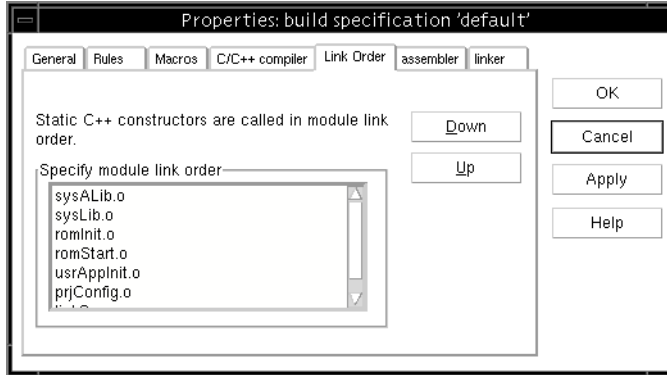 Properties: build specification 'default'
General Rules Macros C/C++ compiler Link Order assembler linker
Static C++ constructors are called in module link
order.
Down
Up
Specify module link order
sysALib.o
sysLib.o
romInit.o
romStart.o
usrAppInit.o
prjConfig.o
OK
Cancel
Apply
Help